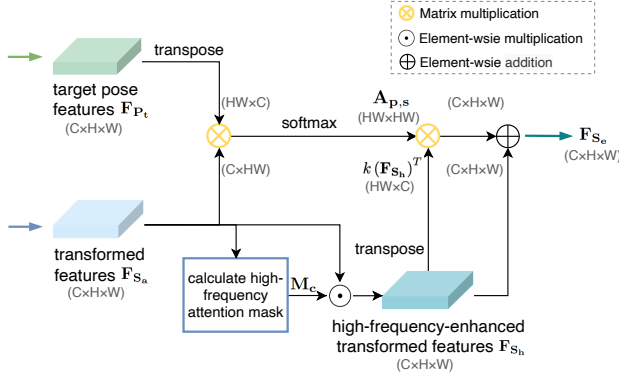 Matrix multiplication
Element-wsie multiplication
Element-wsie addition
transpose
target pose
features F_{P_t}
(C×H×W)
(HW×C)
softmax
A_{p,s}
(HW×HW)
(C×H×W)
F_{S_e}
(C×H×W)
(C×HW)
k (F_{S_h})^T
(HW×C)
(C×H×W)
transformed
features F_{S_a}
(C×H×W)
calculate high-
frequency
attention mask
M_c
transpose
high-frequency-enhanced
transformed features F_{S_h}
(C×H×W)